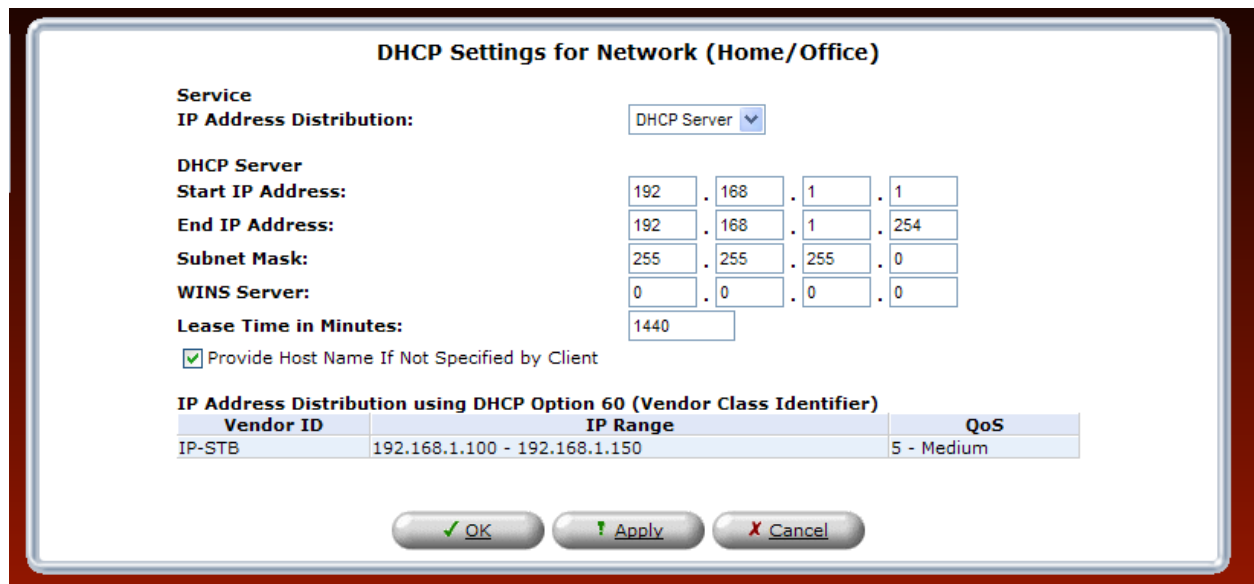 DHCP Settings for Network (Home/Office)
Service
IP Address Distribution: DHCP Server
DHCP Server
Start IP Address: 192 . 168 . 1 . 1
End IP Address: 192 . 168 . 1 . 254
Subnet Mask: 255 . 255 . 255 . 0
WINS Server: 0 . 0 . 0 . 0
Lease Time in Minutes: 1440
Provide Host Name If Not Specified by Client
IP Address Distribution using DHCP Option 60 (Vendor Class Identifier)
Vendor ID IP Range QoS
IP-STB 192.168.1.100 - 192.168.1.150 5 - Medium
OK Apply Cancel